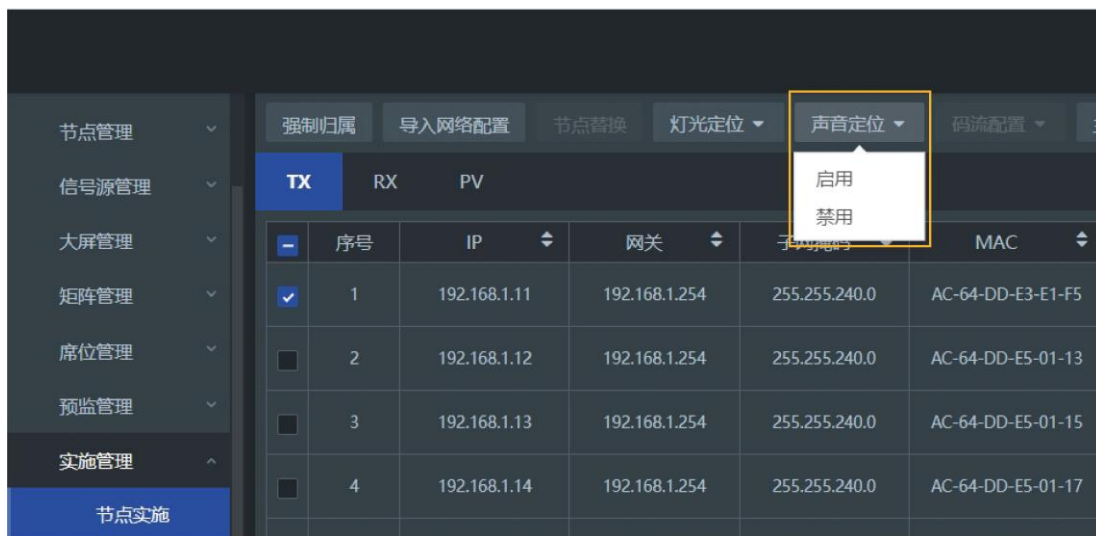 节点管理
信号源管理
大屏管理
矩阵管理
席位管理
预监管理
实施管理
节点实施
强制归属 导入网络配置 节点替换 灯光定位 声音定位 码流配置
启用
禁用
TX RX PV
序号 IP 网关 子网掩码 MAC
1 192.168.1.11 192.168.1.254 255.255.240.0 AC-64-DD-E3-E1-F5
2 192.168.1.12 192.168.1.254 255.255.240.0 AC-64-DD-E5-01-13
3 192.168.1.13 192.168.1.254 255.255.240.0 AC-64-DD-E5-01-15
4 192.168.1.14 192.168.1.254 255.255.240.0 AC-64-DD-E5-01-17